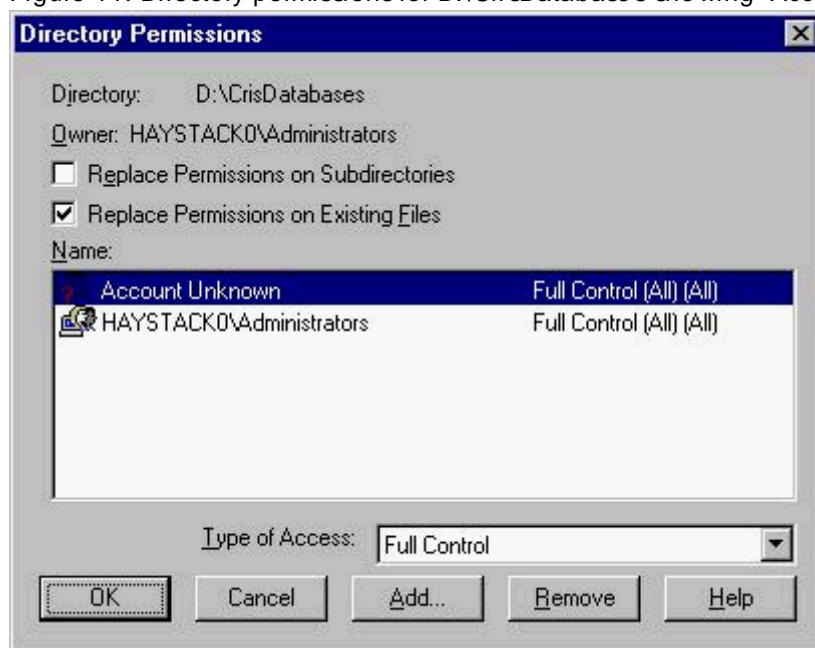 Directory Permissions
Directory: D:\CrisDatabases
Owner: HAYSTACK0\Administrators
Replace Permissions on Subdirectories
Replace Permissions on Existing Files
Name:
Account Unknown Full Control (All) (All)
HAYSTACK0\Administrators Full Control (All) (All)
Type of Access: Full Control
OK Cancel Add... Remove Help